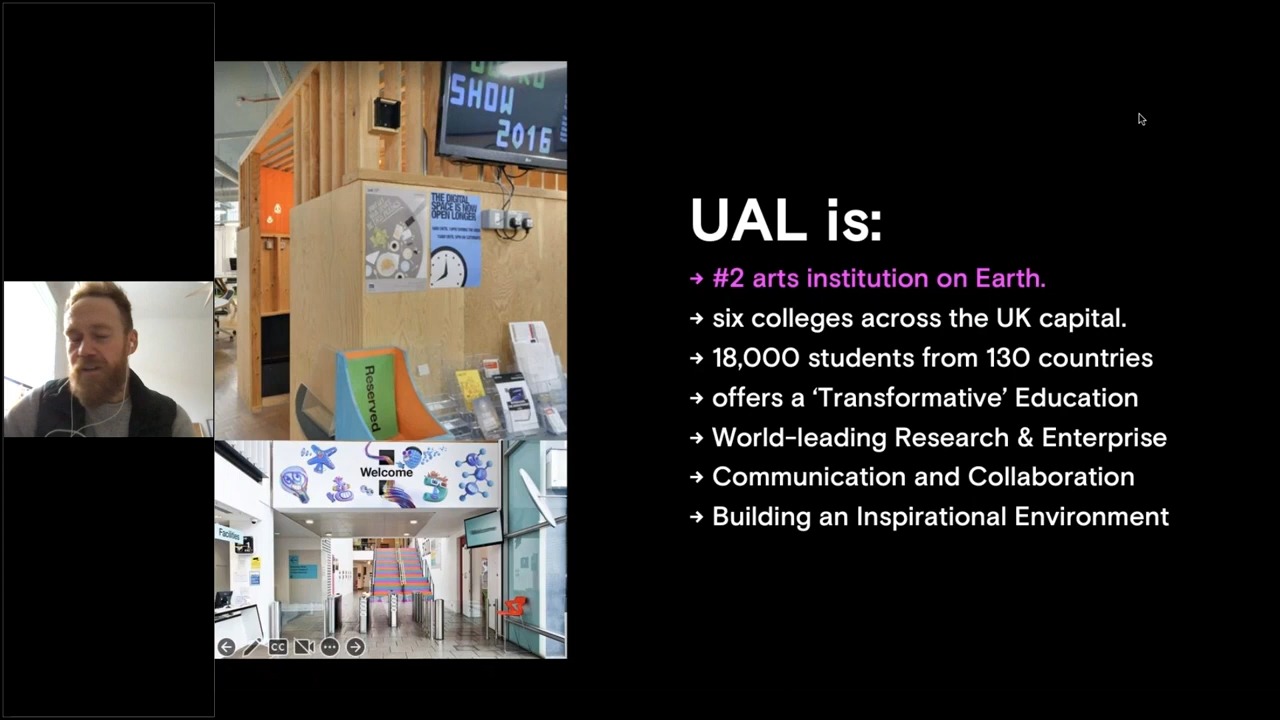 SHOW
2016
THE DIGITAL
SPACE IS NOW
OPEN LONGER
Reserved
Welcome
Facilities
CC
UAL is:
→ #2 arts institution on Earth.
→ six colleges across the UK capital.
→ 18,000 students from 130 countries
→ offers a ‘Transformative’ Education
→ World-leading Research & Enterprise
→ Communication and Collaboration
→ Building an Inspirational Environment